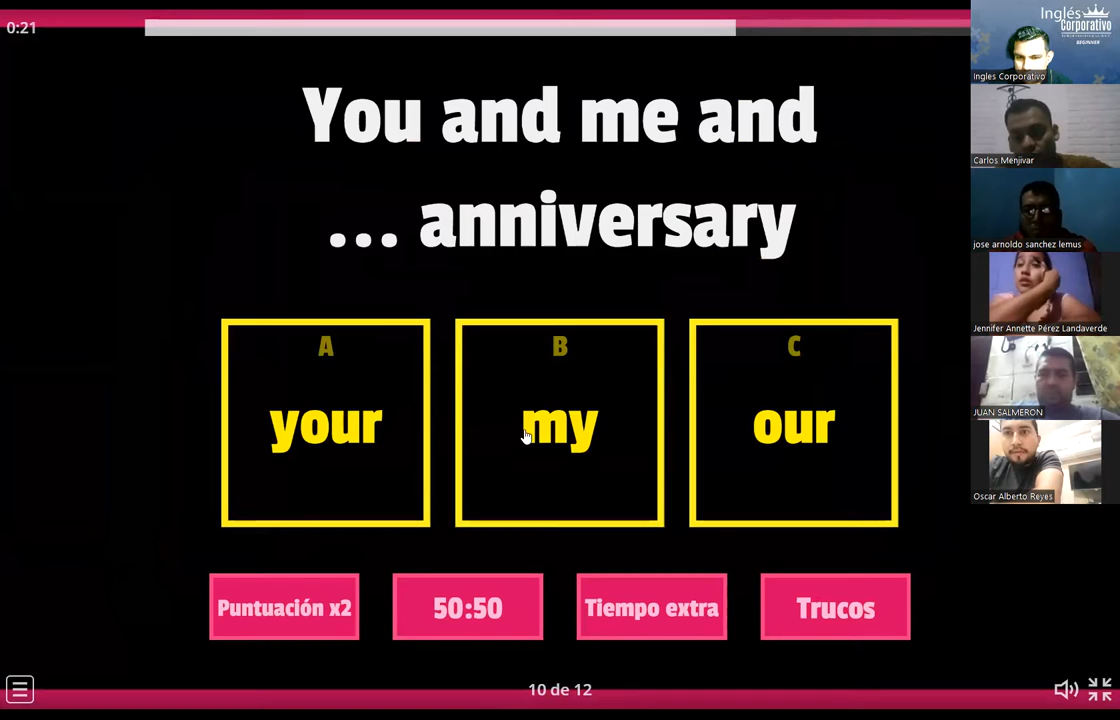 0:21
You and me and
... anniversary
A
B
C
your
my
our
Puntuación x2
50:50
Tiempo extra
Trucos
10 de 12
Inglés
Corporativo
BEGINNER
Ingles Corporativo
Carlos Menjivar
jose arnoldo sanchez lemus
Jennifer Annette Pérez Landaverde
JUAN SALMERON
Oscar Alberto Reyes